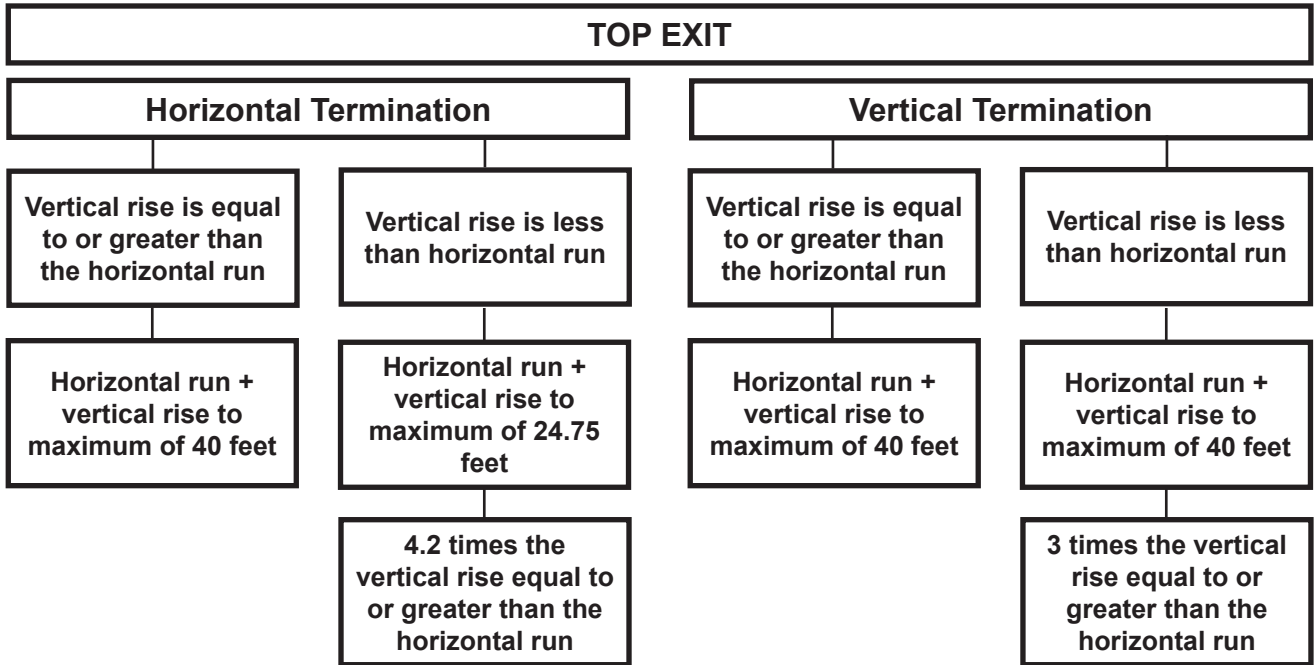 TOP EXIT
Horizontal Termination
Vertical rise is equal
to or greater than
the horizontal run
Horizontal run +
vertical rise to
maximum of 40 feet
Vertical rise is less
than horizontal run
Horizontal run +
vertical rise to
maximum of 24.75
feet
4.2 times the
vertical rise equal to
or greater than the
horizontal run
Vertical Termination
Vertical rise is equal
to or greater than
the horizontal run
Horizontal run +
vertical rise to
maximum of 40 feet
Vertical rise is less
than horizontal run
Horizontal run +
vertical rise to
maximum of 40 feet
3 times the vertical
rise equal to or
greater than the
horizontal run